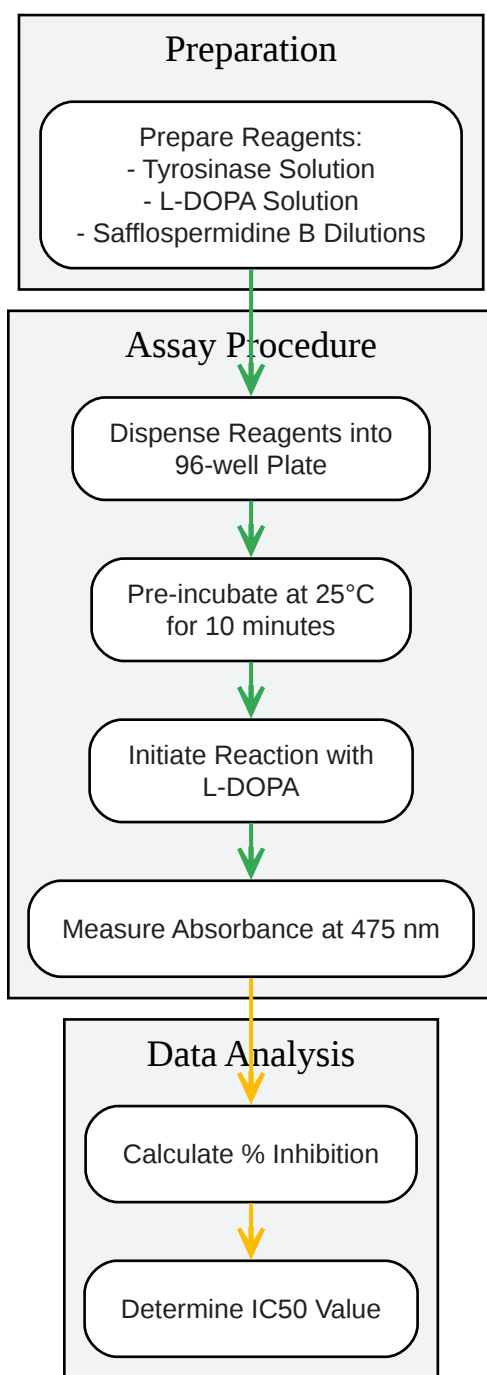 Preparation
Prepare Reagents:
- Tyrosinase Solution
- L-DOPA Solution
- Safflospermidine B Dilutions
Assay Procedure
Dispense Reagents into
96-well Plate
Pre-incubate at 25°C
for 10 minutes
Initiate Reaction with
L-DOPA
Measure Absorbance at 475 nm
Data Analysis
Calculate % Inhibition
Determine IC50 Value